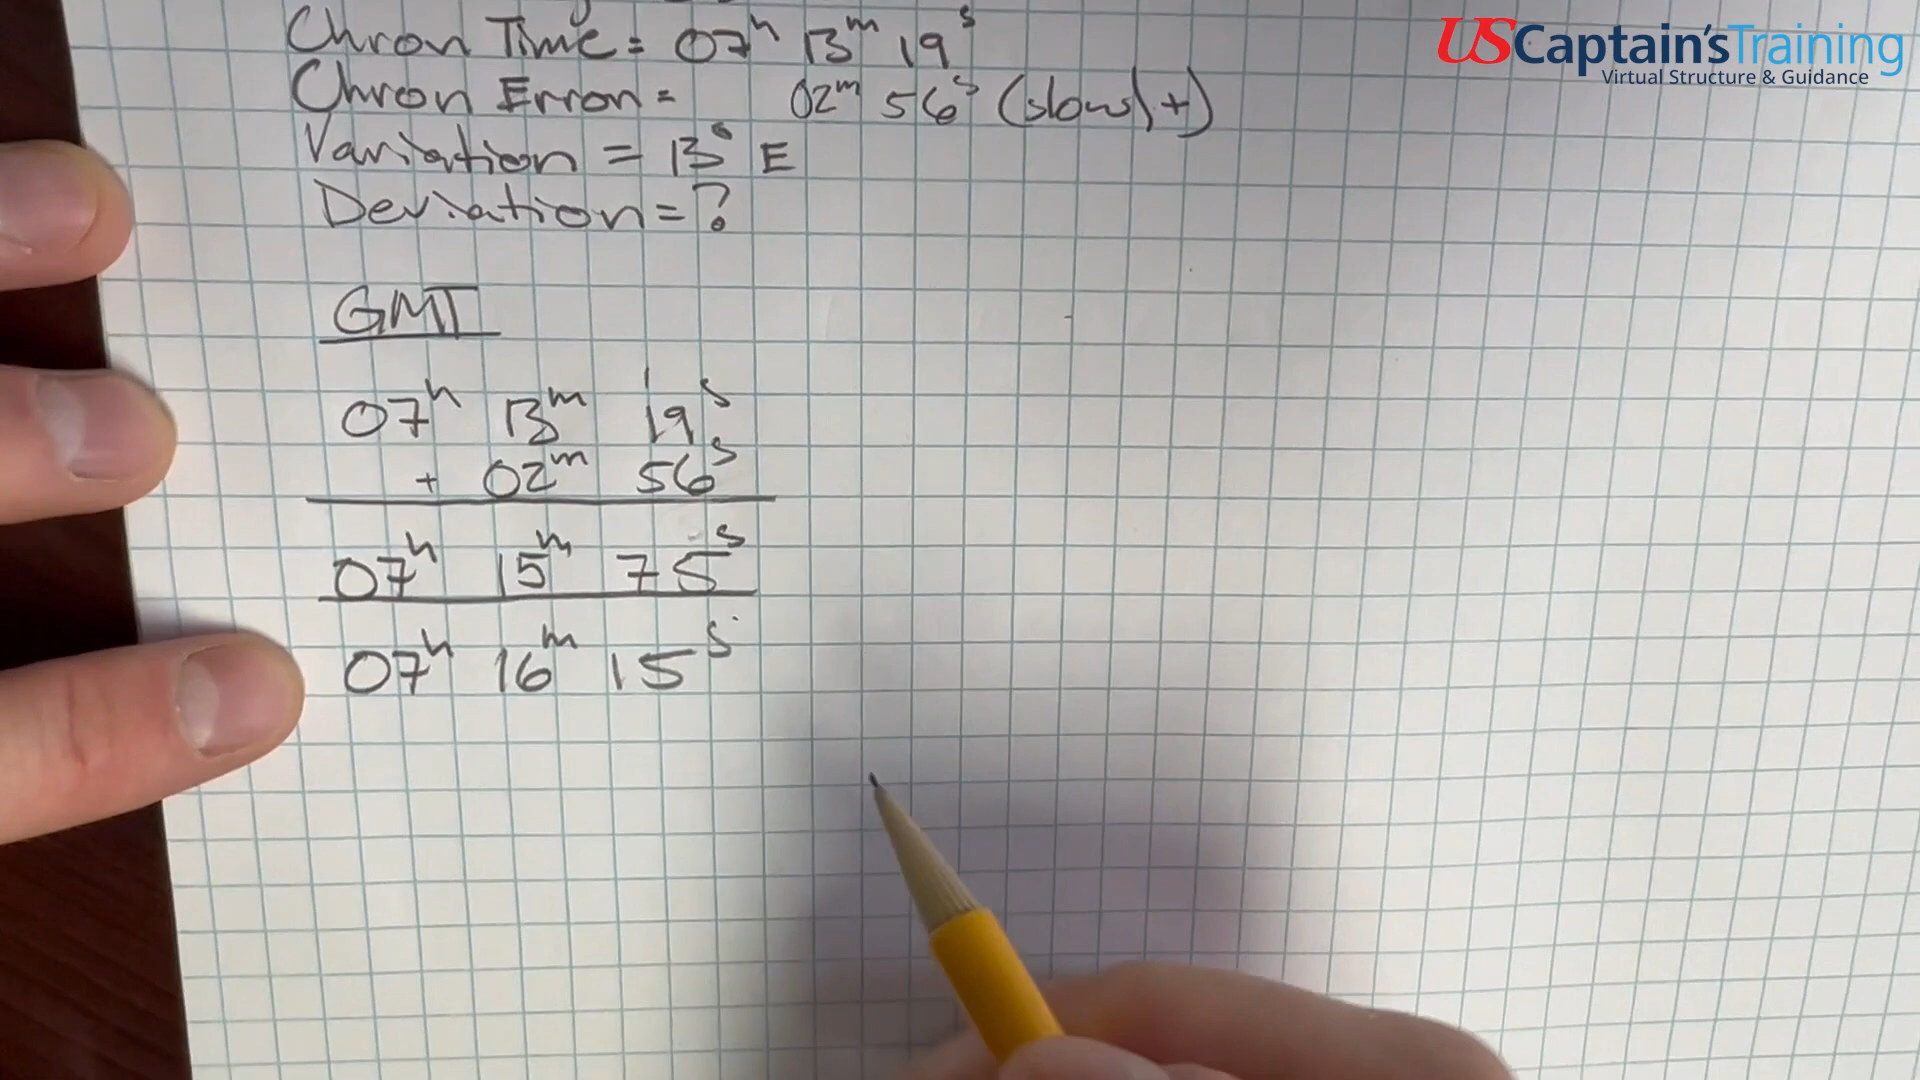 Chron Time = 07h 13m 19s
Chron Error = 02m 56s (slow, +)
Variation = 13° E
Deviation = ?
GMT
1
07h 13m 19s
+ 02m 56s
07h 15m 75s
07h 16m 15s
USCaptain'sTraining
Virtual Structure & Guidance